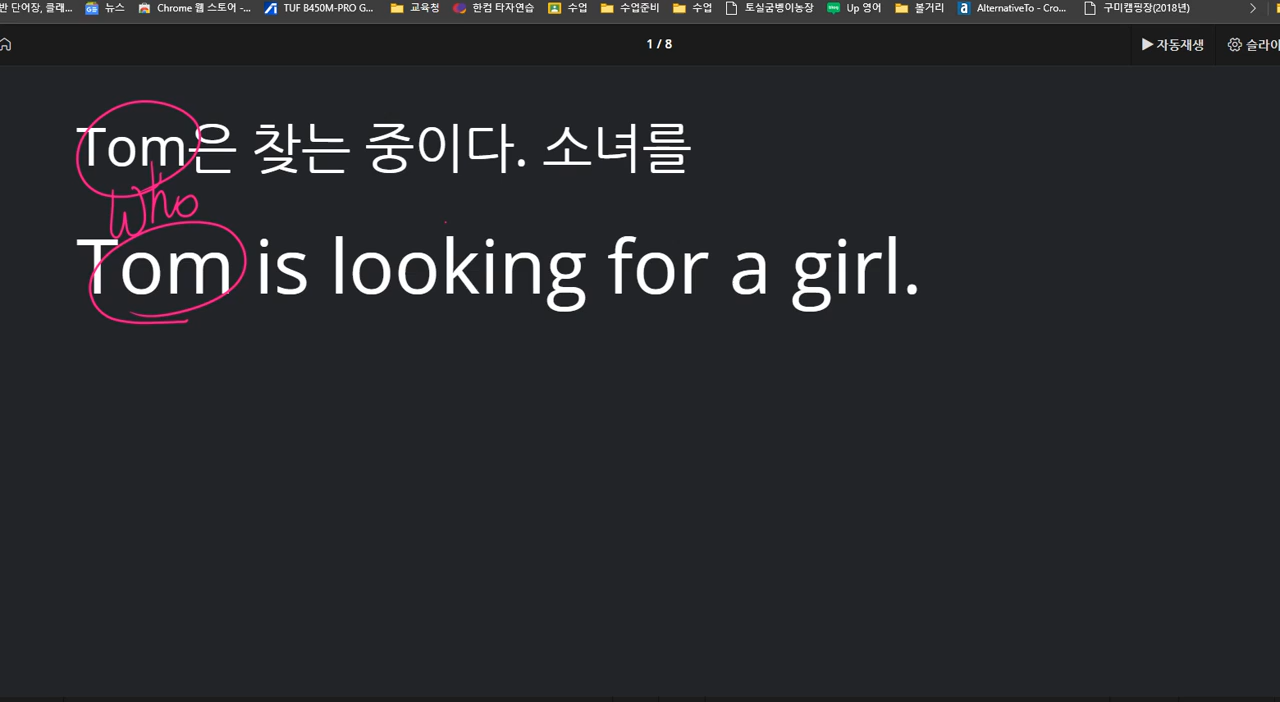 반 단어장, 클래... 뉴스 Chrome 웹 스토어 -... TUF B450M-PRO G... 교육청 한컴 타자연습 수업 수업준비 수업 토실굼벵이농장 Up 영어 볼거리 AlternativeTo - Cro... 구미캠핑장(2018년)
1 / 8 ▶ 자동재생 슬라이
Tom은 찾는 중이다. 소녀를
Who
Tom is looking for a girl.